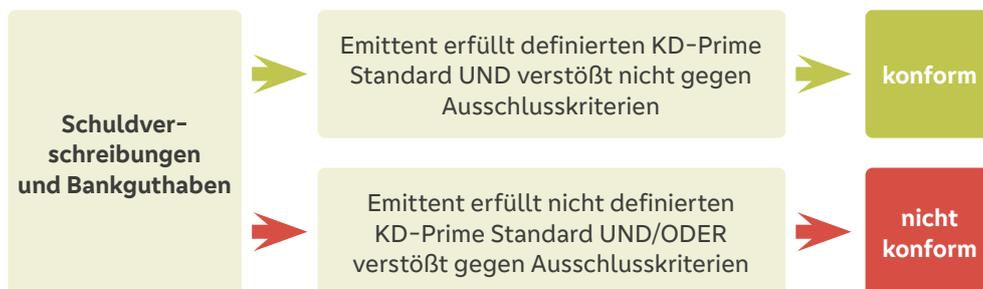 Schuldver-
schreibungen
und Bankguthaben
Emittent erfüllt definierten KD-Prime
Standard UND verstößt nicht gegen
Ausschlusskriterien
konform
Emittent erfüllt nicht definierten
KD-Prime Standard UND/ODER
verstößt gegen Ausschlusskriterien
nicht
konform